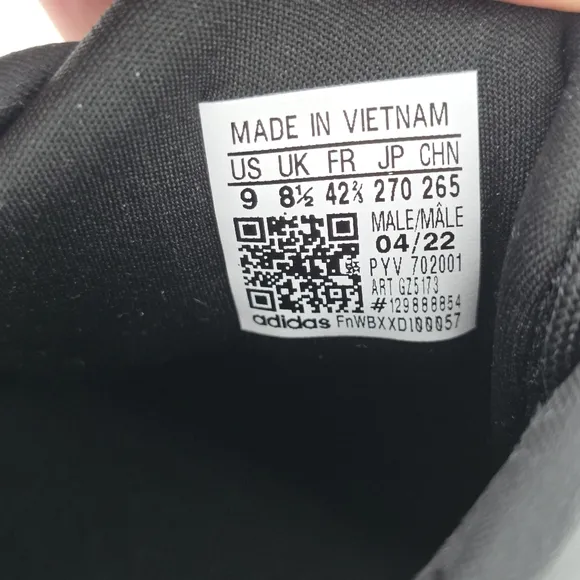 MADE IN VIETNAM
US UK FR JP CHN
9 8½ 42⅔ 270 265
MALE/MÂLE
04/22
PYV 702001
ART GZ5173
#129888854
adidas FnWBXXDI00057